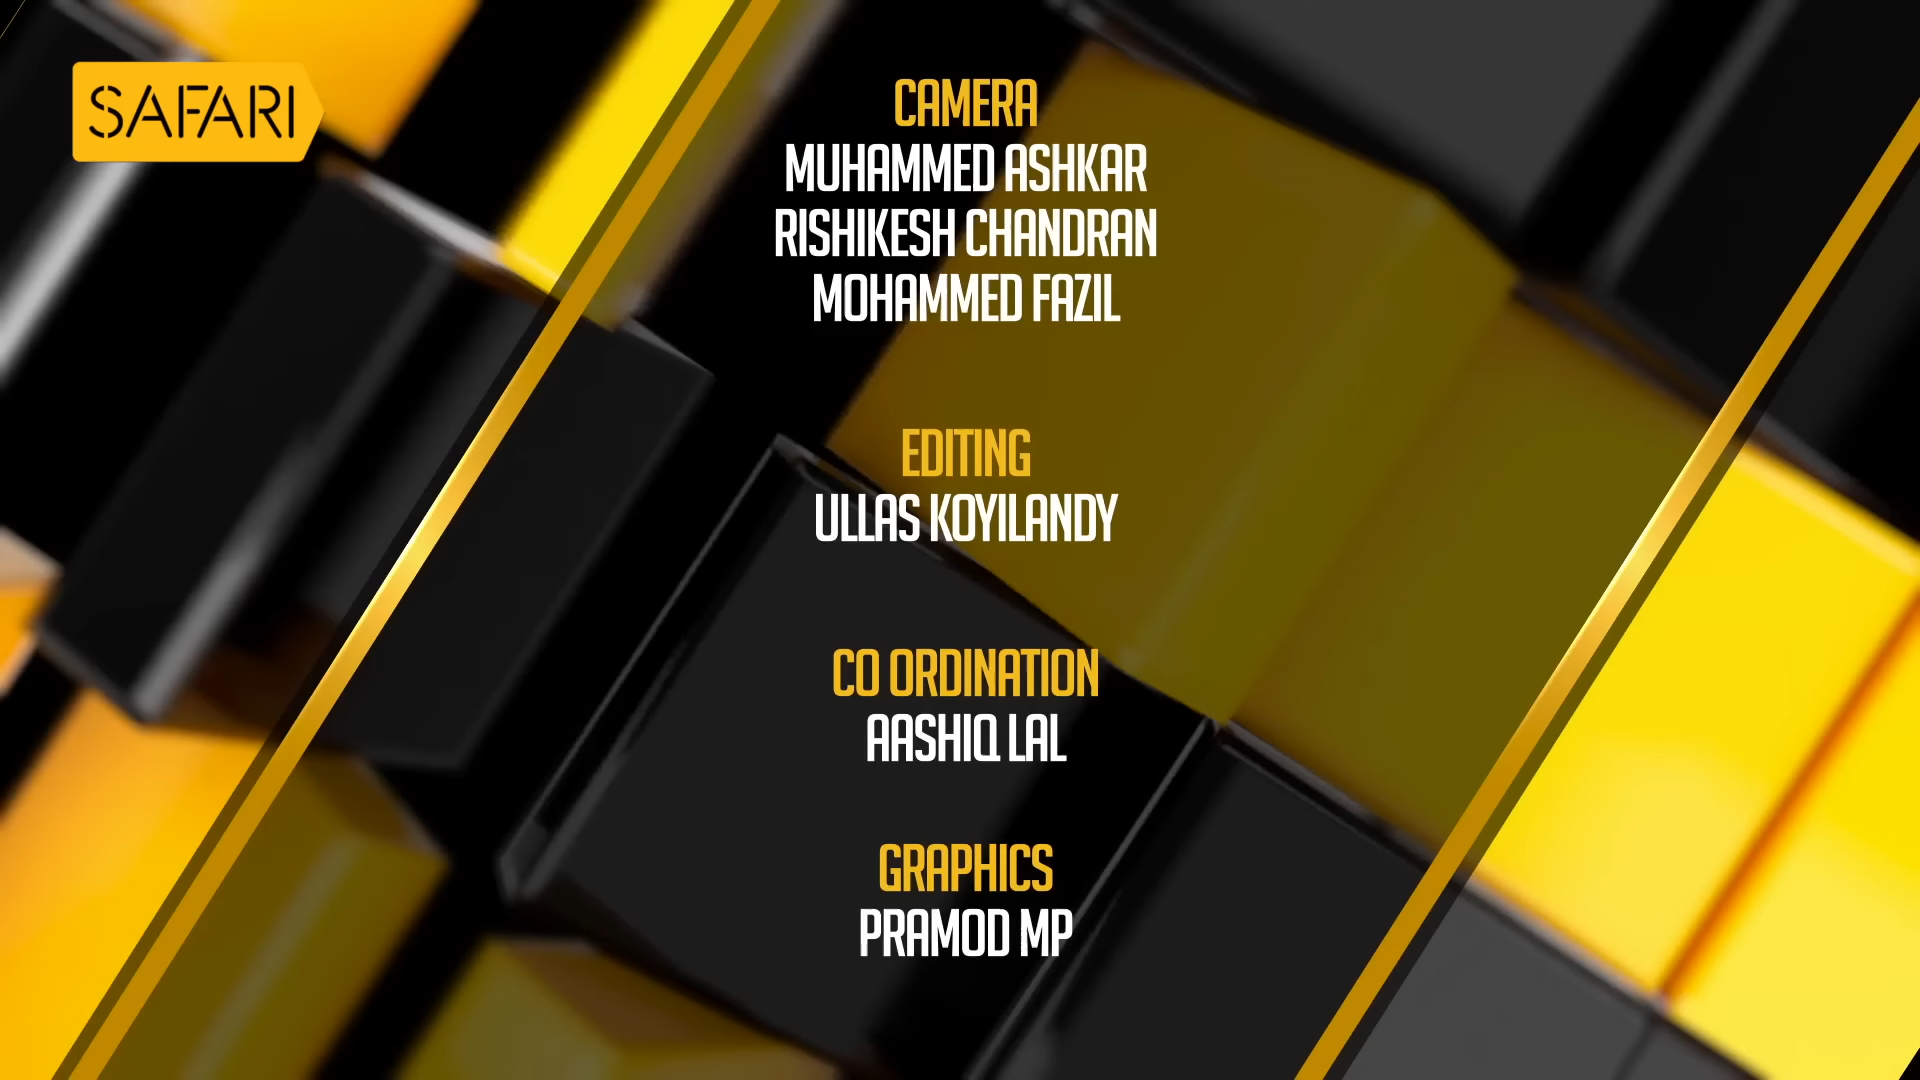 SAFARI
CAMERA
MUHAMMED ASHKAR
RISHIKESH CHANDRAN
MOHAMMED FAZIL
EDITING
ULLAS KOYILANDY
CO ORDINATION
AASHIQ LAL
GRAPHICS
PRAMOD MP